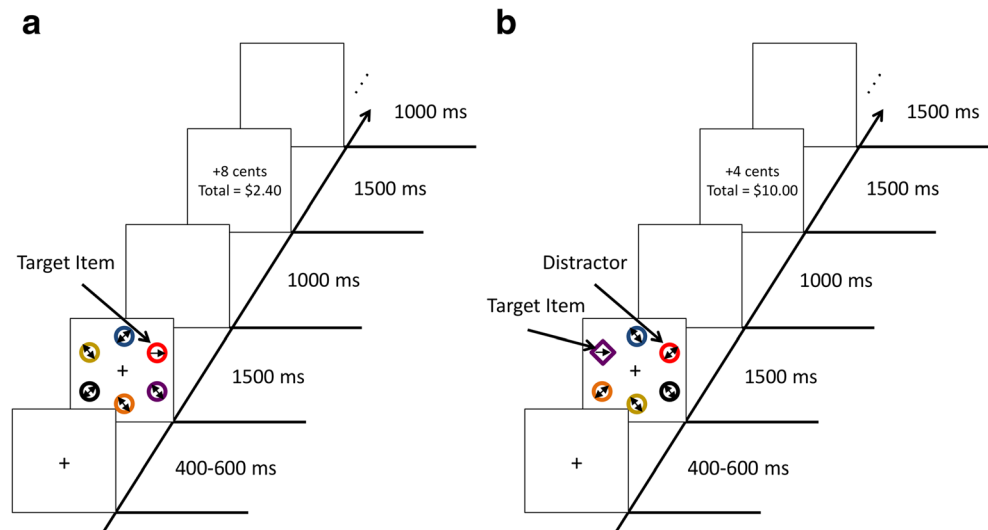 a
1000 ms
+8 cents
Total = $2.40
1500 ms
Target Item
1000 ms
+
1500 ms
+
400-600 ms
b
1500 ms
+4 cents
Total = $10.00
1500 ms
Distractor
Target Item
1000 ms
+
1500 ms
+
400-600 ms